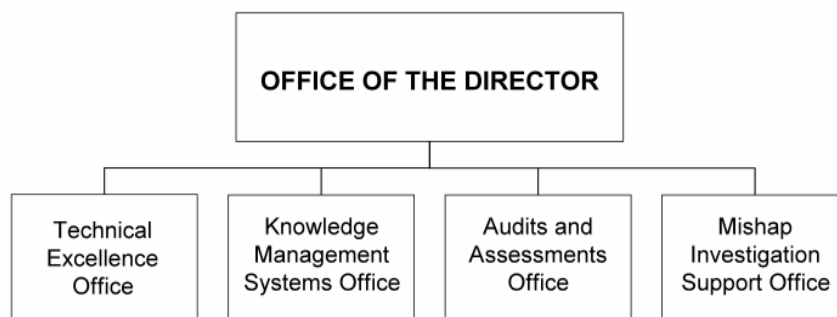 OFFICE OF THE DIRECTOR
Technical
Excellence
Office
Knowledge
Management
Systems Office
Audits and
Assessments
Office
Mishap
Investigation
Support Office